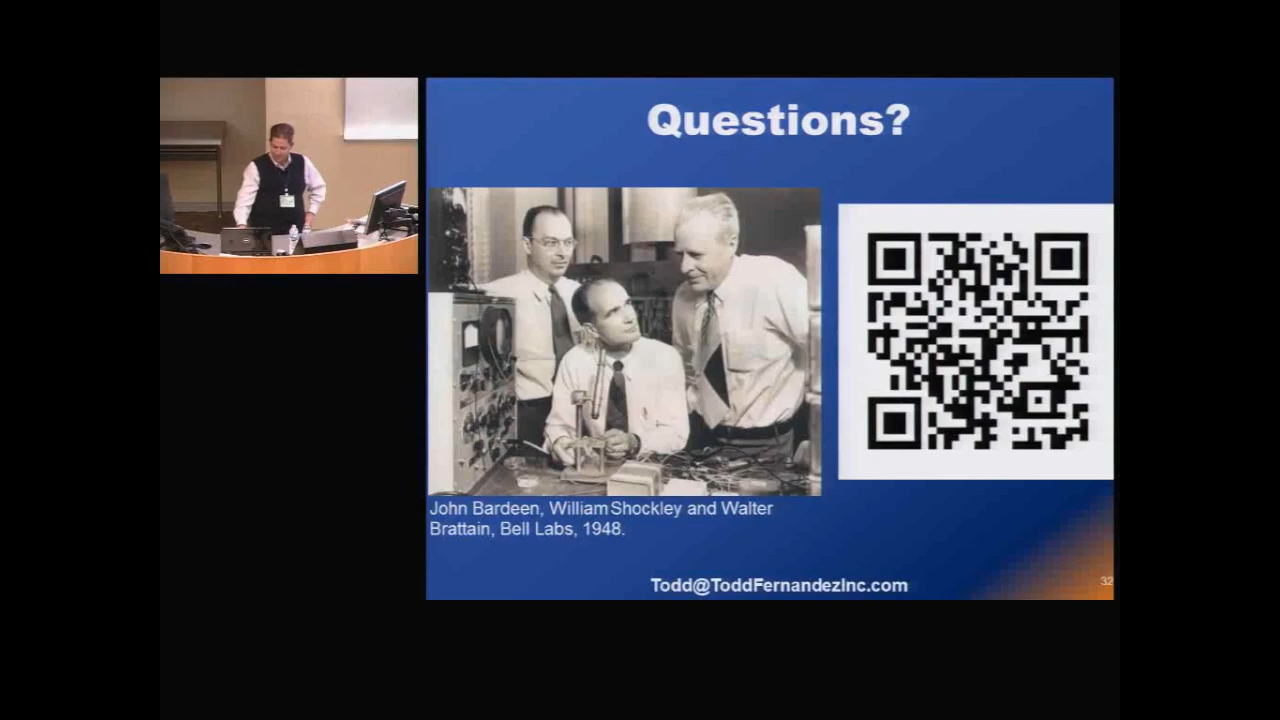 Questions?
John Bardeen, William Shockley and Walter
Brattain, Bell Labs, 1948.
Todd@ToddFernandezInc.com
32